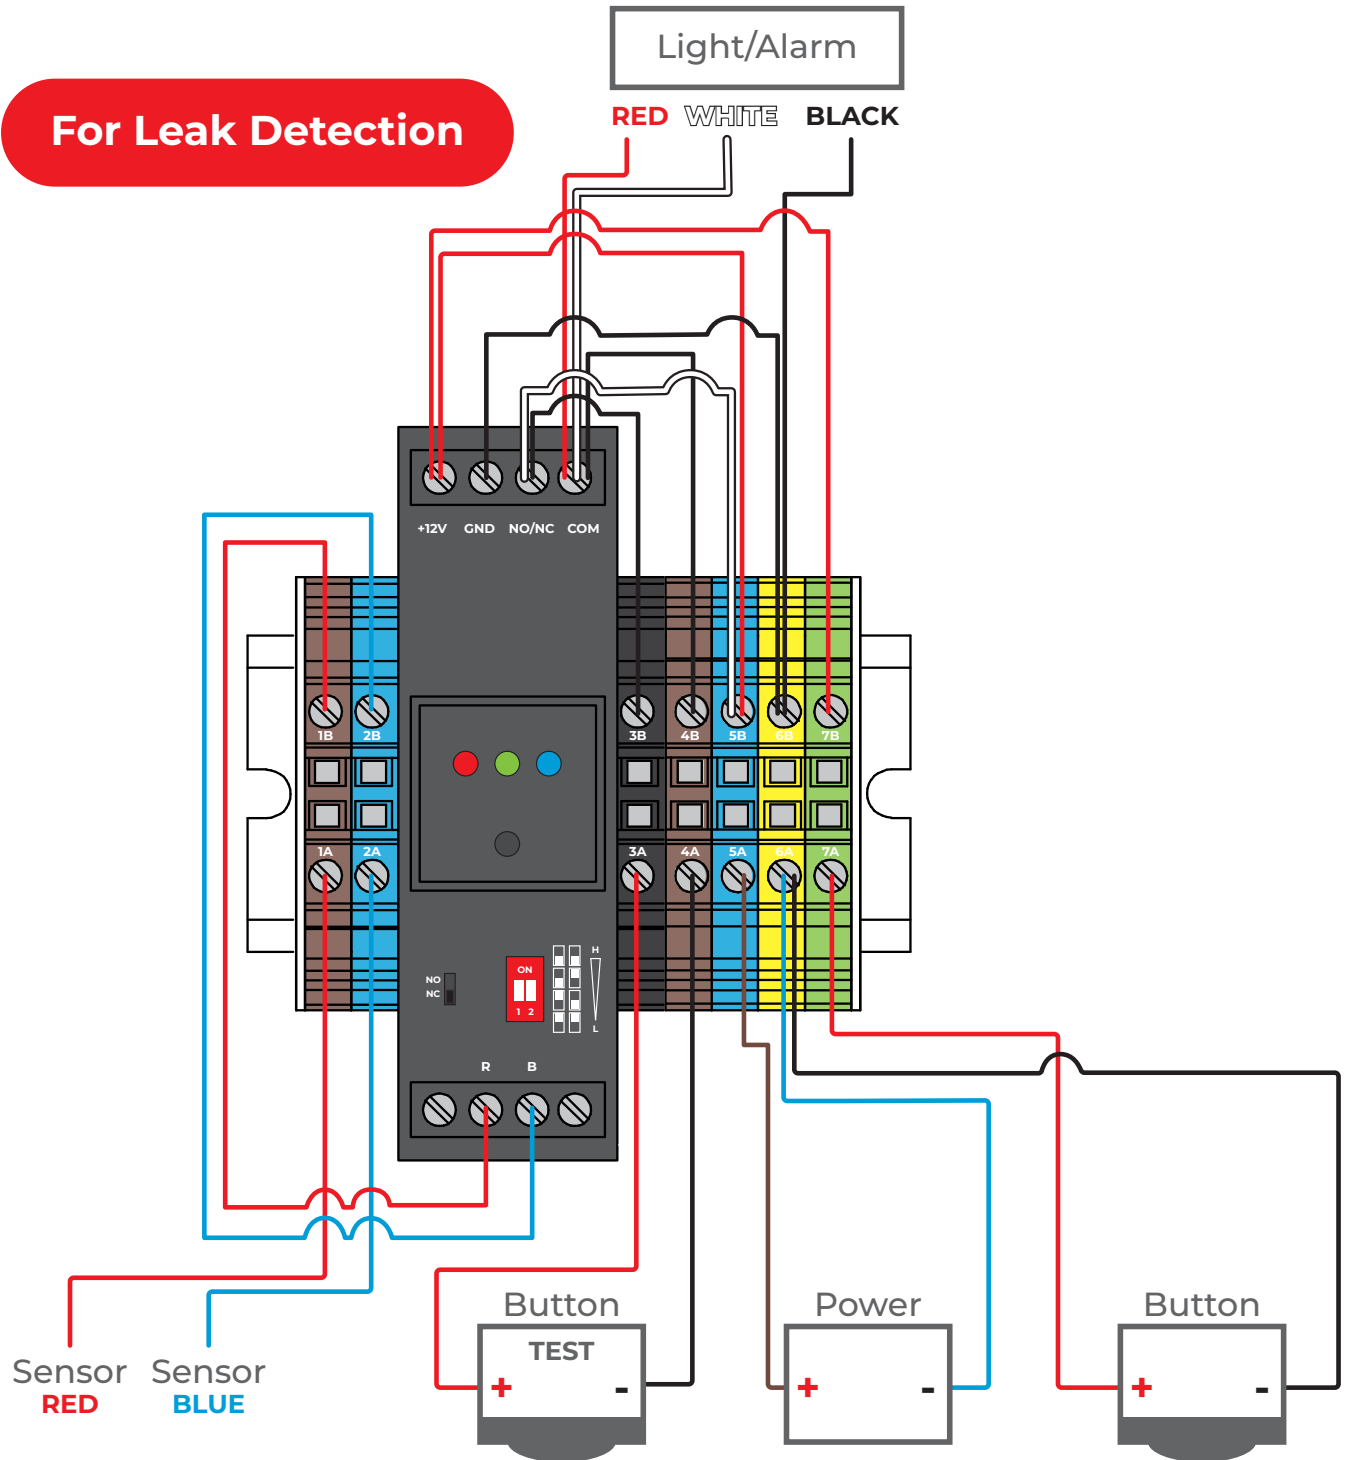 Light/Alarm
RED WHITE BLACK
For Leak Detection
+12V GND NO/NC COM
1B 2B 3B 4B 5B 6B 7B
1A 2A 3A 4A 5A 6A 7A
NO
NC
ON
1 2
H
L
R B
Button
TEST
+ -
Power
+ -
Button
+ -
Sensor
RED
Sensor
BLUE